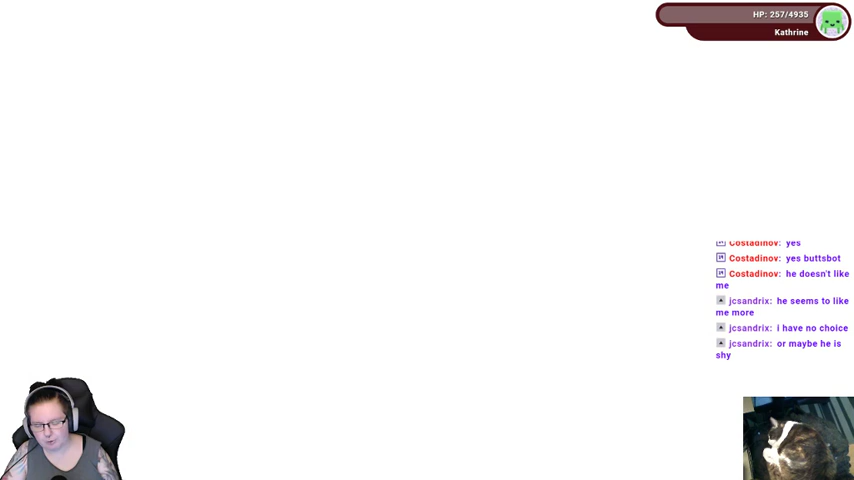 HP: 257/4935
Kathrine
Costadinov: yes
Costadinov: yes buttsbot
Costadinov: he doesn't like
me
jcsandrix: he seems to like
me more
jcsandrix: i have no choice
jcsandrix: or maybe he is
shy